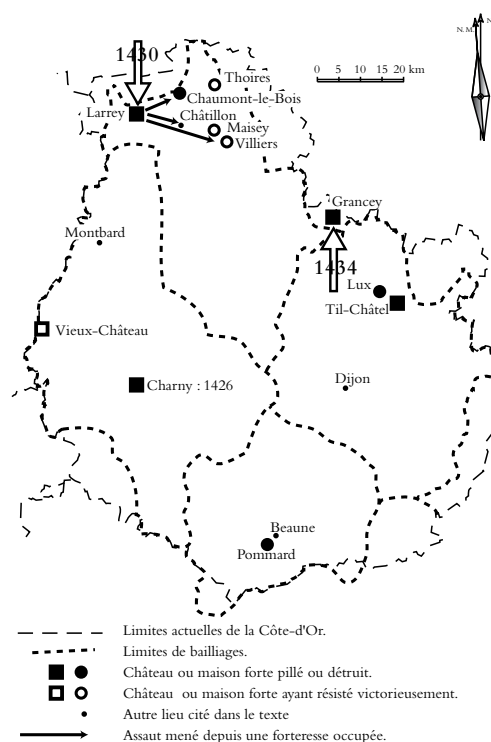 N
N.M.
1430
0 5 10 15 20 km
Thoires
Chaumont-le-Bois
Larrey
Châtillon
Maisey
Villiers
Grancey
Montbard
1434
Lux
Til-Châtel
Vieux-Château
Dijon
Charny : 1426
Beaune
Pommard
Limites actuelles de la Côte-d'Or.
Limites de bailliages.
Château ou maison forte pillé ou détruit.
Château ou maison forte ayant résisté victorieusement.
Autre lieu cité dans le texte
Assaut mené depuis une forteresse occupée.